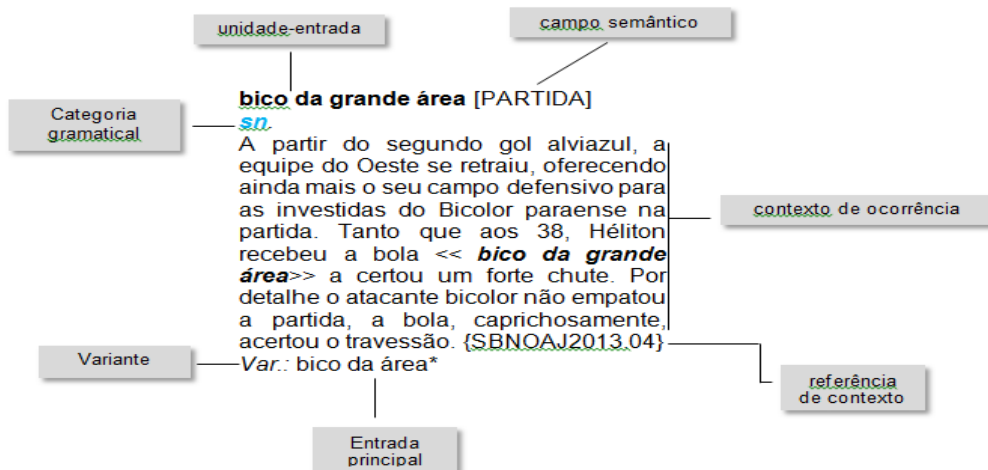 unidade-entrada
campo semântico
bico da grande área [PARTIDA]
Categoria
gramatical
sn.
A partir do segundo gol alviazul, a
equipe do Oeste se retraiu, oferecendo
ainda mais o seu campo defensivo para
as investidas do Bicolor paraense na
partida. Tanto que aos 38, Héliton
recebeu a bola << bico da grande
área>> a certou um forte chute. Por
detalhe o atacante bicolor não empatou
a partida, a bola, caprichosamente,
acertou o travessão. {SBNOAJ2013.04}
contexto de ocorrência
Variante
Var.: bico da área*
referência
de contexto
Entrada
principal